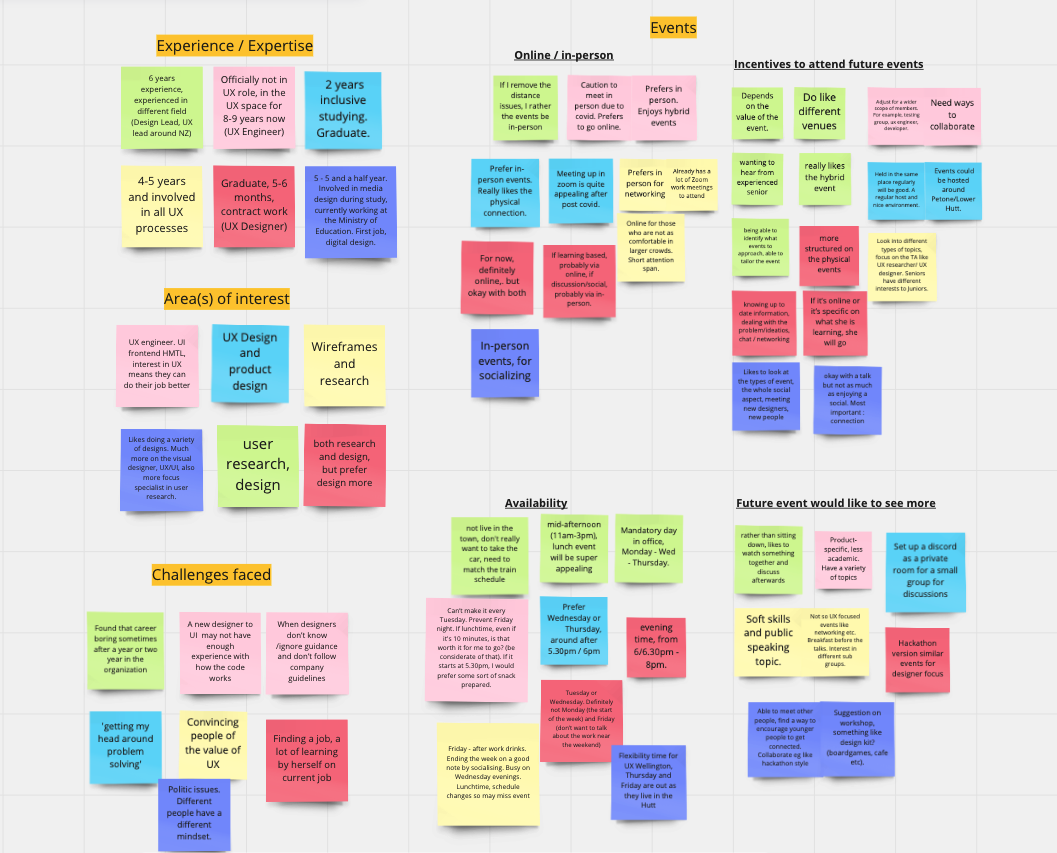 Experience / Expertise
6 years
experience,
experienced in
different field
(Design Lead, UX
lead around NZ)
Officially not in
UX role, in the
UX space for
8-9 years now
(UX Engineer)
2 years
inclusive
studying.
Graduate.
4-5 years
and involved
in all UX
processes
Graduate, 5-6
months,
contract work
(UX Designer)
5 - 5 and a half year.
Involved in media
design during study,
currently working at
the Ministry of
Education. First job,
digital design.
Area(s) of interest
UX engineer. UI
frontend HMTL,
interest in UX
means they can
do their job better
UX Design
and
product
design
Wireframes
and
research
Likes doing a variety
of designs. Much
more on the visual
designer, UX/UI, also
more focus
specialist in user
research.
user
research,
design
both research
and design,
but prefer
design more
Challenges faced
Found that career
boring sometimes
after a year or two
year in the
organization
A new designer to
UI may not have
enough
experience with
how the code
works
When designers
don't know
/ignore guidance
and don't follow
company
guidelines
'getting my
head around
problem
solving'
Convincing
people of
the value of
UX
Finding a job, a
lot of learning
by herself on
current job
Politic issues.
Different
people have a
different
mindset.
Events
Online / in-person
If I remove the
distance
issues, I rather
the events be
in-person
Caution to
meet in
person due to
covid. Prefers
to go online.
Prefers in
person.
Enjoys hybrid
events
Prefer in-
person events.
Really likes the
physical
connection.
Meeting up in
zoom is quite
appealing after
post covid.
Prefers in
person for
networking
Already has a
lot of Zoom
work meetings
to attend
Online for those
who are not as
comfortable in
larger crowds.
Short attention
span.
For now,
definitely
online,. but
okay with both
If learning based,
probably via
online, if
discussion/social,
probably via in-
person.
In-person
events, for
socializing
Incentives to attend future events
Depends
on the
value of the
event.
Do like
different
venues
Adjust for a wider
scope of members.
For example, testing
group, ux engineer,
developer.
Need ways
to
collaborate
wanting to
hear from
experienced
senior
really likes
the hybrid
event
Held in the same
place regularly
will be good. A
regular host and
nice environment.
Events could
be hosted
around
Petone/Lower
Hutt.
being able to
identify what
events to
approach, able to
tailor the event
more
structured on
the physical
events
Look into different
types of topics,
focus on the TA like
UX researcher/ UX
designer. Seniors
have different
interests to Juniors.
knowing up to
date information,
dealing with the
problem/ideation,
chat / networking
If it's online or
it's specific on
what she is
learning, she
will go
Likes to look at
the types of event,
the whole social
aspect, meeting
new designers,
new people
okay with a talk
but not as much
as enjoying a
social. Most
important :
connection
Availability
not live in the
town, don't really
want to take the
car, need to
match the train
schedule
mid-afternoon
(11am-3pm),
lunch event
will be super
appealing
Mandatory day
in office,
Monday - Wed
- Thursday.
Can't make it every
Tuesday. Prevent Friday
night. If lunchtime, even if
it's 10 minutes, is that
worth it for me to go? (be
considerate of that). If it
starts at 5.30pm, I would
prefer some sort of snack
prepared.
Prefer
Wednesday or
Thursday,
around after
5.30pm / 6pm
evening
time, from
6/6.30pm -
8pm.
Tuesday or
Wednesday. Definitely
not Monday (the start
of the week) and Friday
(don't want to talk
about the work near
the weekend)
Friday - after work drinks.
Ending the week on a good
note by socialising. Busy on
Wednesday evenings.
Lunchtime, schedule
changes so may miss event
Flexibility time for
UX Wellington,
Thursday and
Friday are out as
they live in the
Hutt
Future event would like to see more
rather than sitting
down, likes to
watch something
together and
discuss
afterwards
Product-
specific, less
academic.
Have a variety
of topics
Set up a discord
as a private
room for a small
group for
discussions
Soft skills
and public
speaking
topic.
Not so UX focused
events like
networking etc.
Breakfast before the
talks. Interest in
different sub
groups.
Hackathon
version similar
events for
designer focus
Able to meet other
people, find a way to
encourage younger
people to get
connected.
Collaborate eg like
hackathon style
Suggestion on
workshop,
something like
design kit?
(boardgames, cafe
etc).